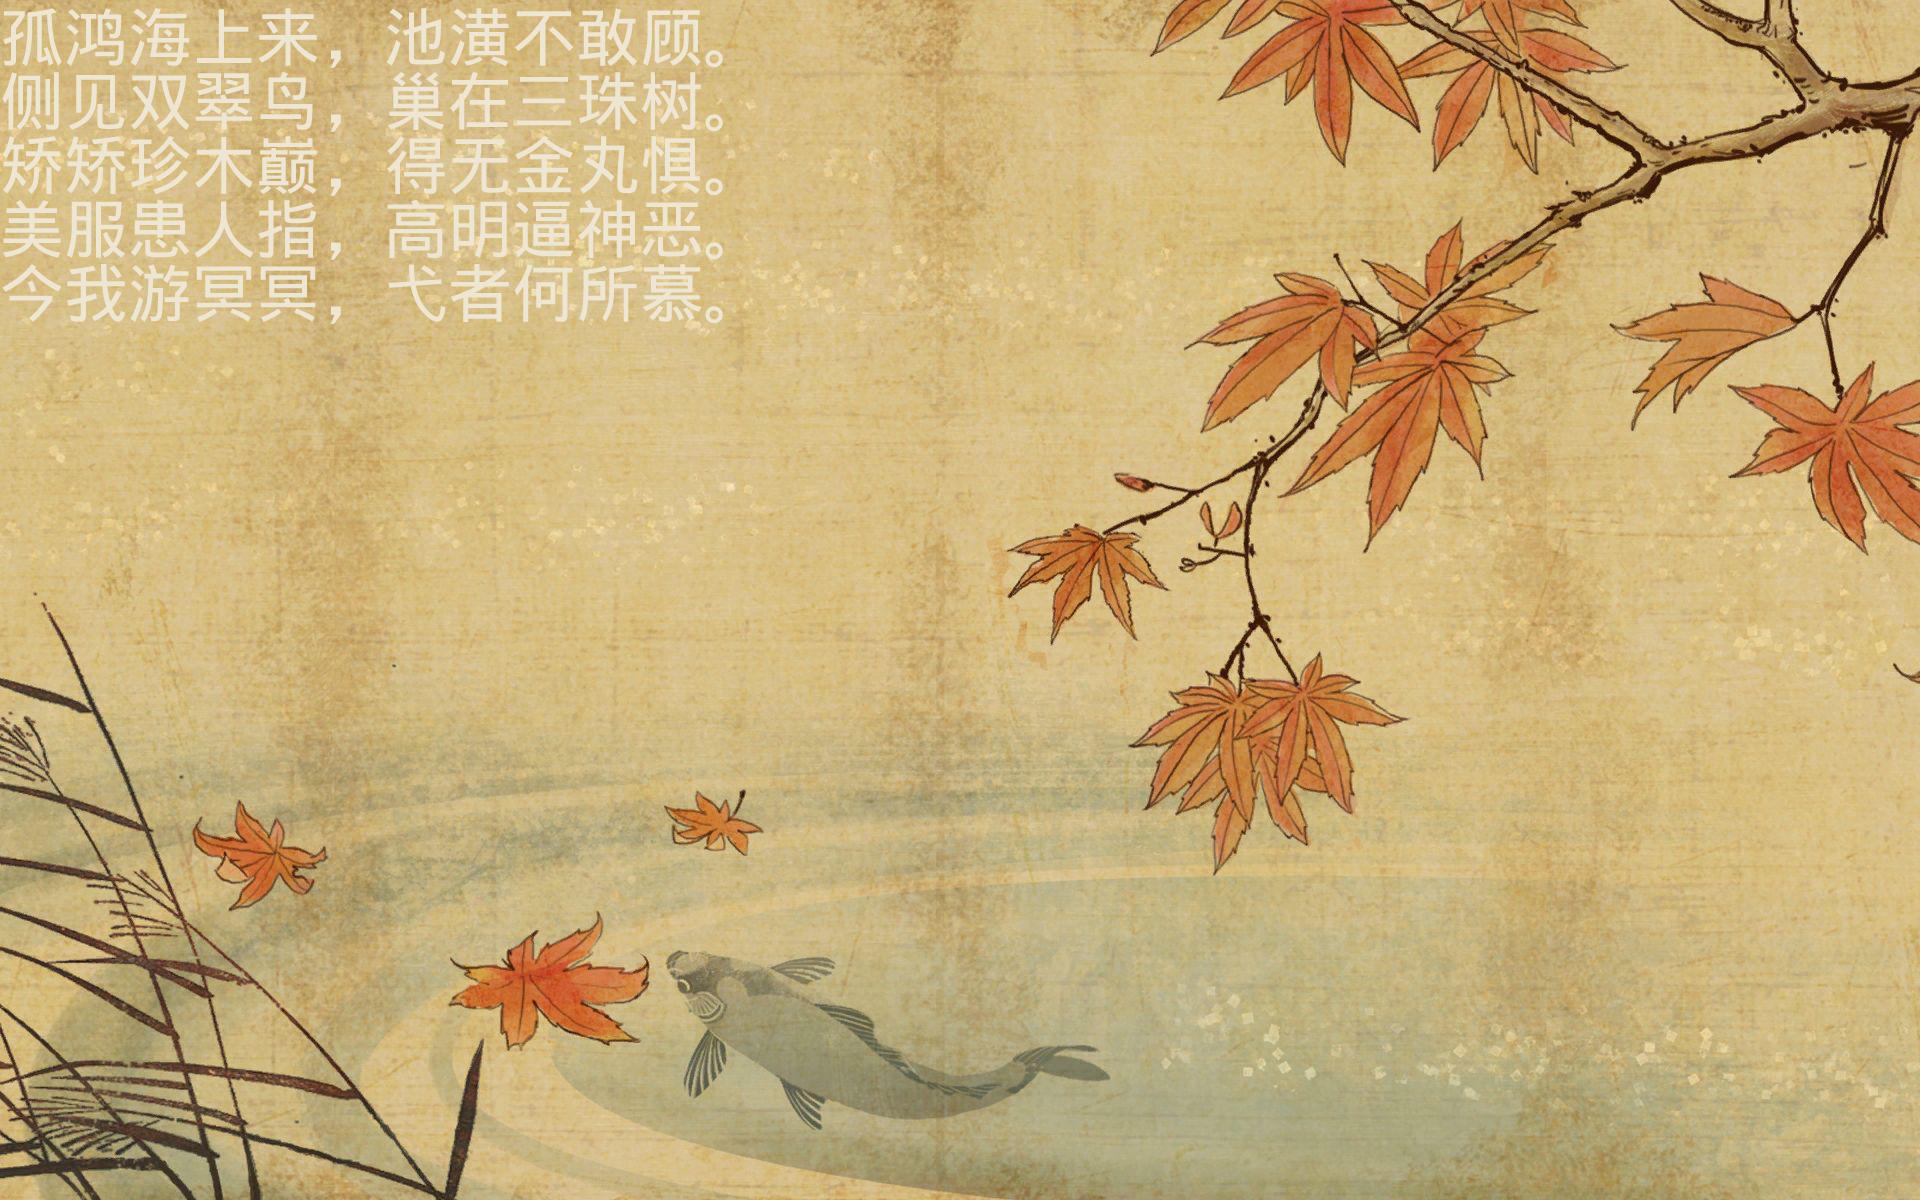 孤鸿海上来，池潢不敢顾。
侧见双翠鸟，巢在三珠树。
矫矫珍木巅，得无金丸惧。
美服患人指，高明逼神恶。
今我游冥冥，弋者何所慕。